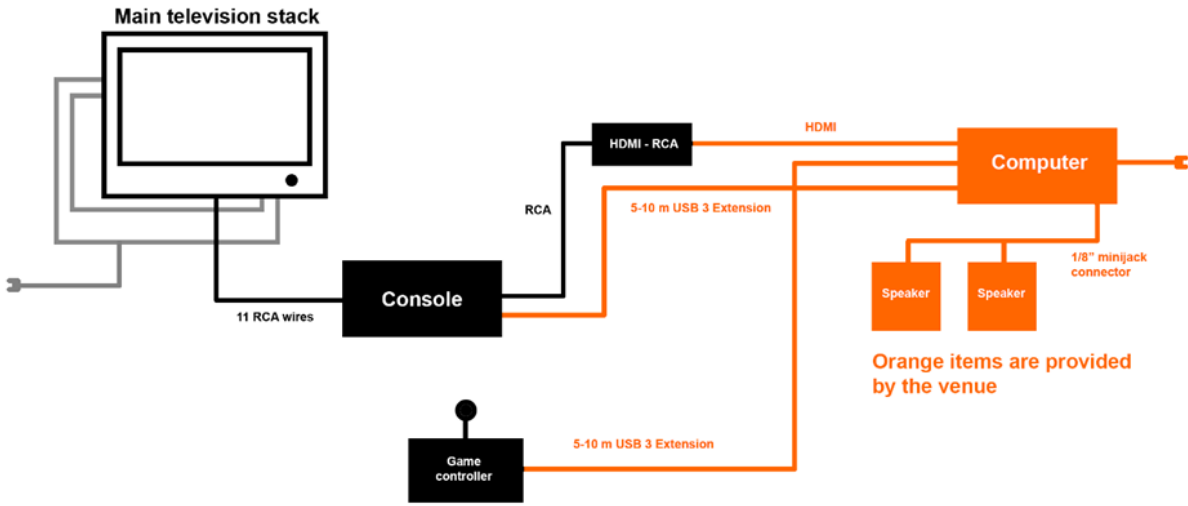 Main television stack
HDMI
HDMI - RCA
Computer
RCA
5-10 m USB 3 Extension
1/8” minijack
connector
Console
Speaker
Speaker
11 RCA wires
Orange items are provided
by the venue
5-10 m USB 3 Extension
Game
controller